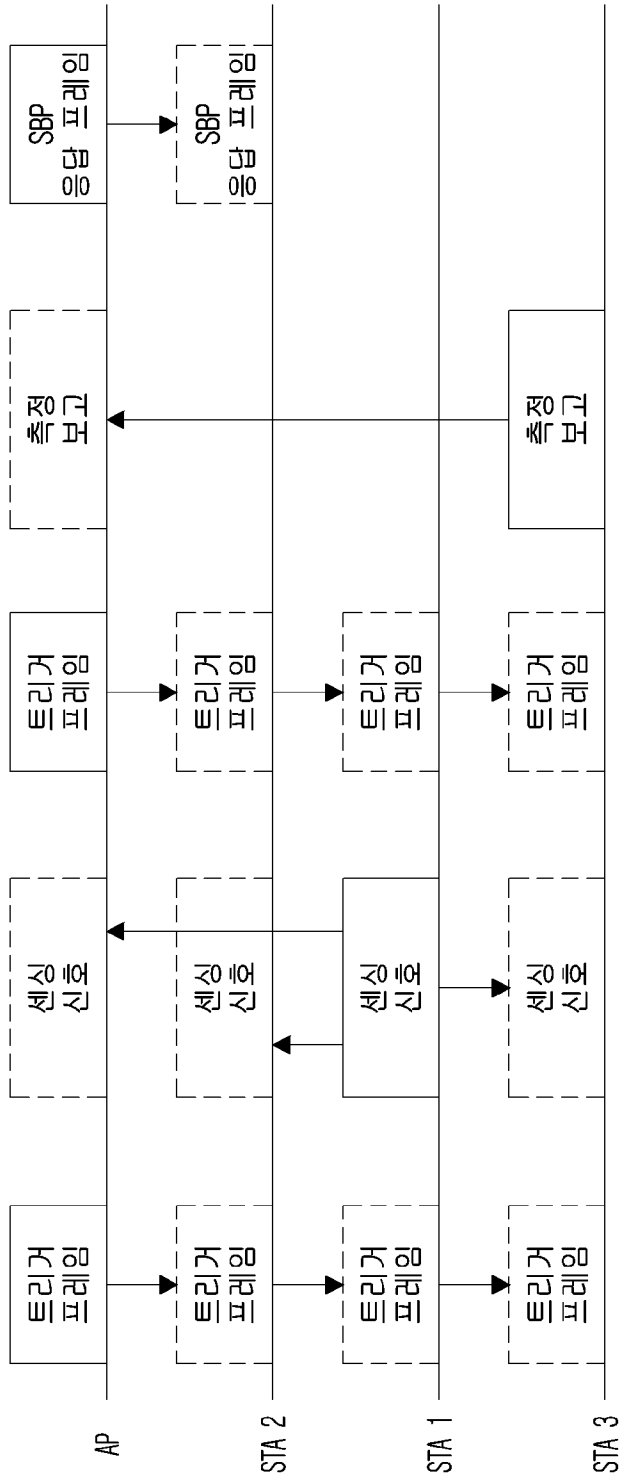 AP
트리거
프레임
센싱
신호
트리거
프레임
측정
보고
SBP
응답 프레임
STA 2
트리거
프레임
센싱
신호
트리거
프레임
SBP
응답 프레임
STA 1
트리거
프레임
센싱
신호
트리거
프레임
STA 3
트리거
프레임
센싱
신호
트리거
프레임
측정
보고